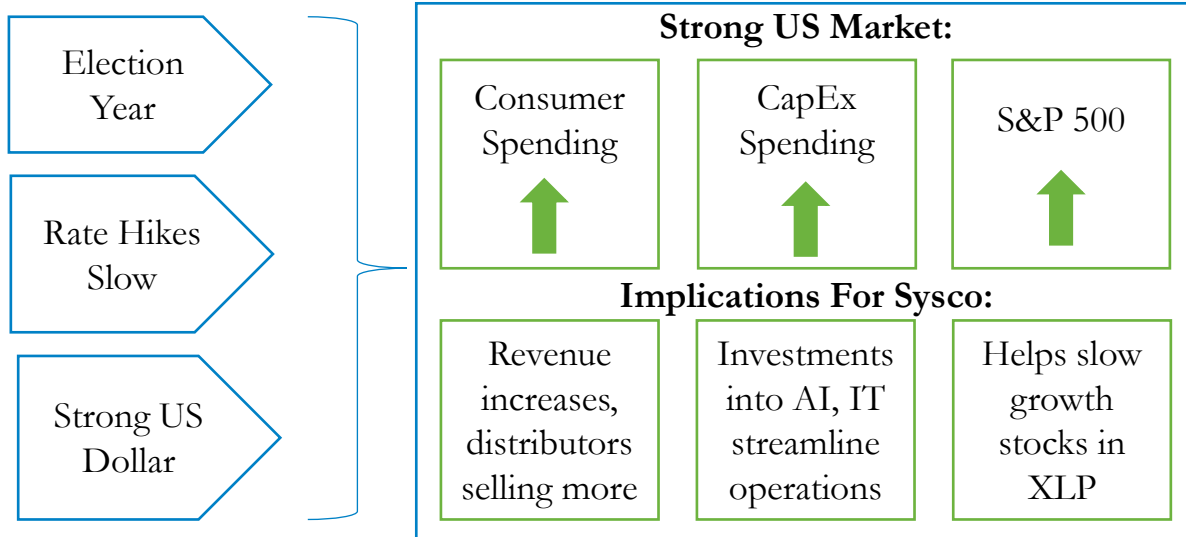 Election
Year
Rate Hikes
Slow
Strong US
Dollar
Strong US Market:
Consumer
Spending
CapEx
Spending
S&P 500
Implications For Sysco:
Revenue
increases,
distributors
selling more
Investments
into AI, IT
streamline
operations
Helps slow
growth
stocks in
XLP